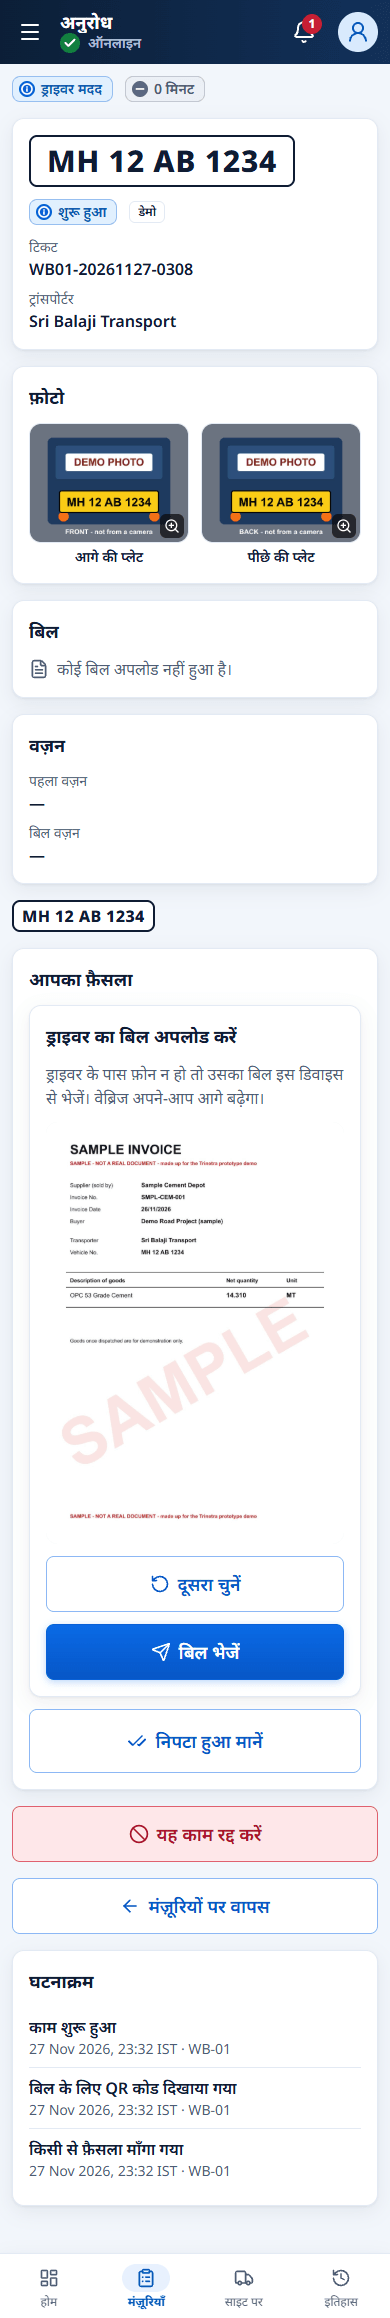 अनुरोध
ऑनलाइन
1
ड्राइवर मदद
0 मिनट
MH 12 AB 1234
शुरू हुआ
डेमो
टिकट
WB01-20261127-0308
ट्रांसपोर्टर
Sri Balaji Transport
फ़ोटो
DEMO PHOTO
MH 12 AB 1234
FRONT - not from a camera
DEMO PHOTO
MH 12 AB 1234
BACK - not from a camera
आगे की प्लेट
पीछे की प्लेट
बिल
कोई बिल अपलोड नहीं हुआ है।
वज़न
पहला वज़न
—
बिल वज़न
—
MH 12 AB 1234
आपका फ़ैसला
ड्राइवर का बिल अपलोड करें
ड्राइवर के पास फ़ोन न हो तो उसका बिल इस डिवाइस
से भेजें। वेब्रिज अपने-आप आगे बढ़ेगा।
SAMPLE INVOICE
SAMPLE - NOT A REAL DOCUMENT - made up for the Trinetra prototype demo
Supplier (sold by) Sample Cement Depot
Invoice No. SMPL-CEM-001
Invoice Date 26/11/2026
Buyer Demo Road Project (sample)
Transporter Sri Balaji Transport
Vehicle No. MH 12 AB 1234
Description of goods Net quantity Unit
OPC 53 Grade Cement 14.310 MT
Goods once dispatched are for demonstration only.
SAMPLE
SAMPLE - NOT A REAL DOCUMENT - made up for the Trinetra prototype demo
दूसरा चुनें
बिल भेजें
निपटा हुआ मानें
यह काम रद्द करें
मंज़ूरियों पर वापस
घटनाक्रम
काम शुरू हुआ
27 Nov 2026, 23:32 IST · WB-01
बिल के लिए QR कोड दिखाया गया
27 Nov 2026, 23:32 IST · WB-01
किसी से फ़ैसला माँगा गया
27 Nov 2026, 23:32 IST · WB-01
होम
मंज़ूरियाँ
साइट पर
इतिहास